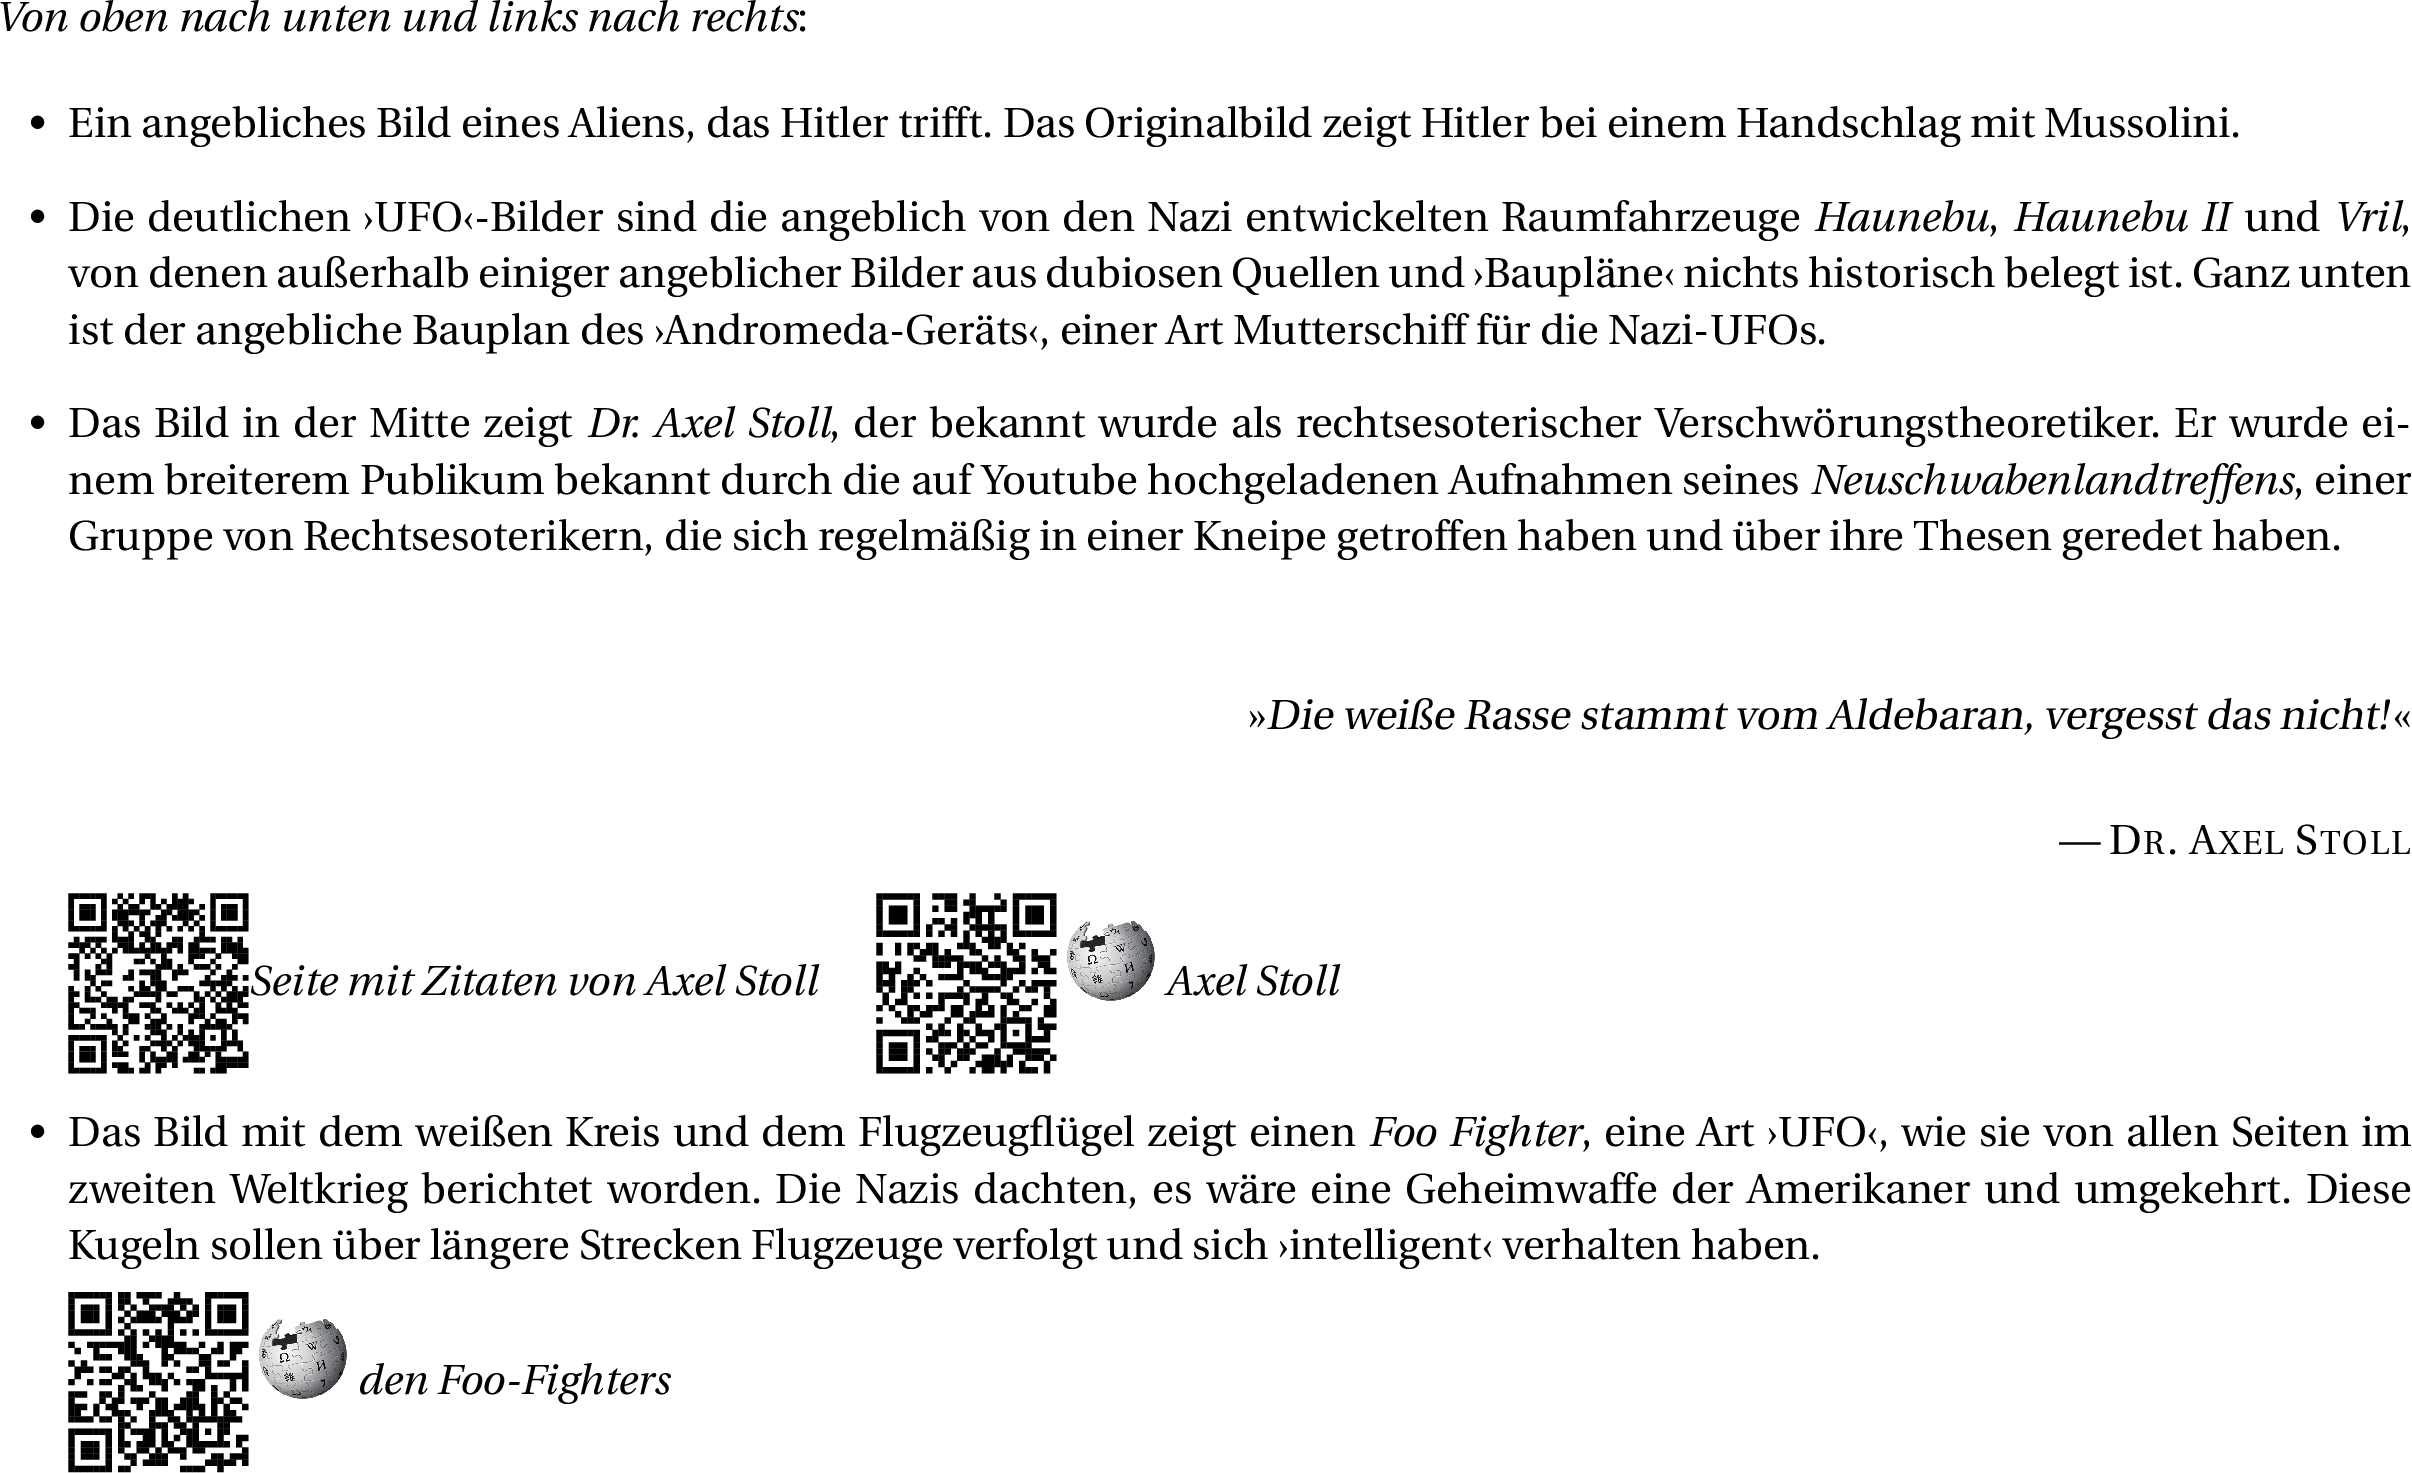 Von oben nach unten und links nach rechts:
• Ein angebliches Bild eines Aliens, das Hitler trifft. Das Originalbild zeigt Hitler bei einem Handschlag mit Mussolini.
• Die deutlichen ›UFO‹-Bilder sind die angeblich von den Nazi entwickelten Raumfahrzeuge Haunebu, Haunebu II und Vril,
von denen außerhalb einiger angeblicher Bilder aus dubiosen Quellen und ›Baupläne‹ nichts historisch belegt ist. Ganz unten
ist der angebliche Bauplan des ›Andromeda-Geräts‹, einer Art Mutterschiff für die Nazi-UFOs.
• Das Bild in der Mitte zeigt Dr. Axel Stoll, der bekannt wurde als rechtsesoterischer Verschwörungstheoretiker. Er wurde ei-
nem breiterem Publikum bekannt durch die auf Youtube hochgeladenen Aufnahmen seines Neuschwabenlandtreffens, einer
Gruppe von Rechtsesoterikern, die sich regelmäßig in einer Kneipe getroffen haben und über ihre Thesen geredet haben.
»Die weiße Rasse stammt vom Aldebaran, vergesst das nicht!«
— DR. AXEL STOLL
Seite mit Zitaten von Axel Stoll Axel Stoll
• Das Bild mit dem weißen Kreis und dem Flugzeugflügel zeigt einen Foo Fighter, eine Art ›UFO‹, wie sie von allen Seiten im
zweiten Weltkrieg berichtet worden. Die Nazis dachten, es wäre eine Geheimwaffe der Amerikaner und umgekehrt. Diese
Kugeln sollen über längere Strecken Flugzeuge verfolgt und sich ›intelligent‹ verhalten haben.
den Foo-Fighters